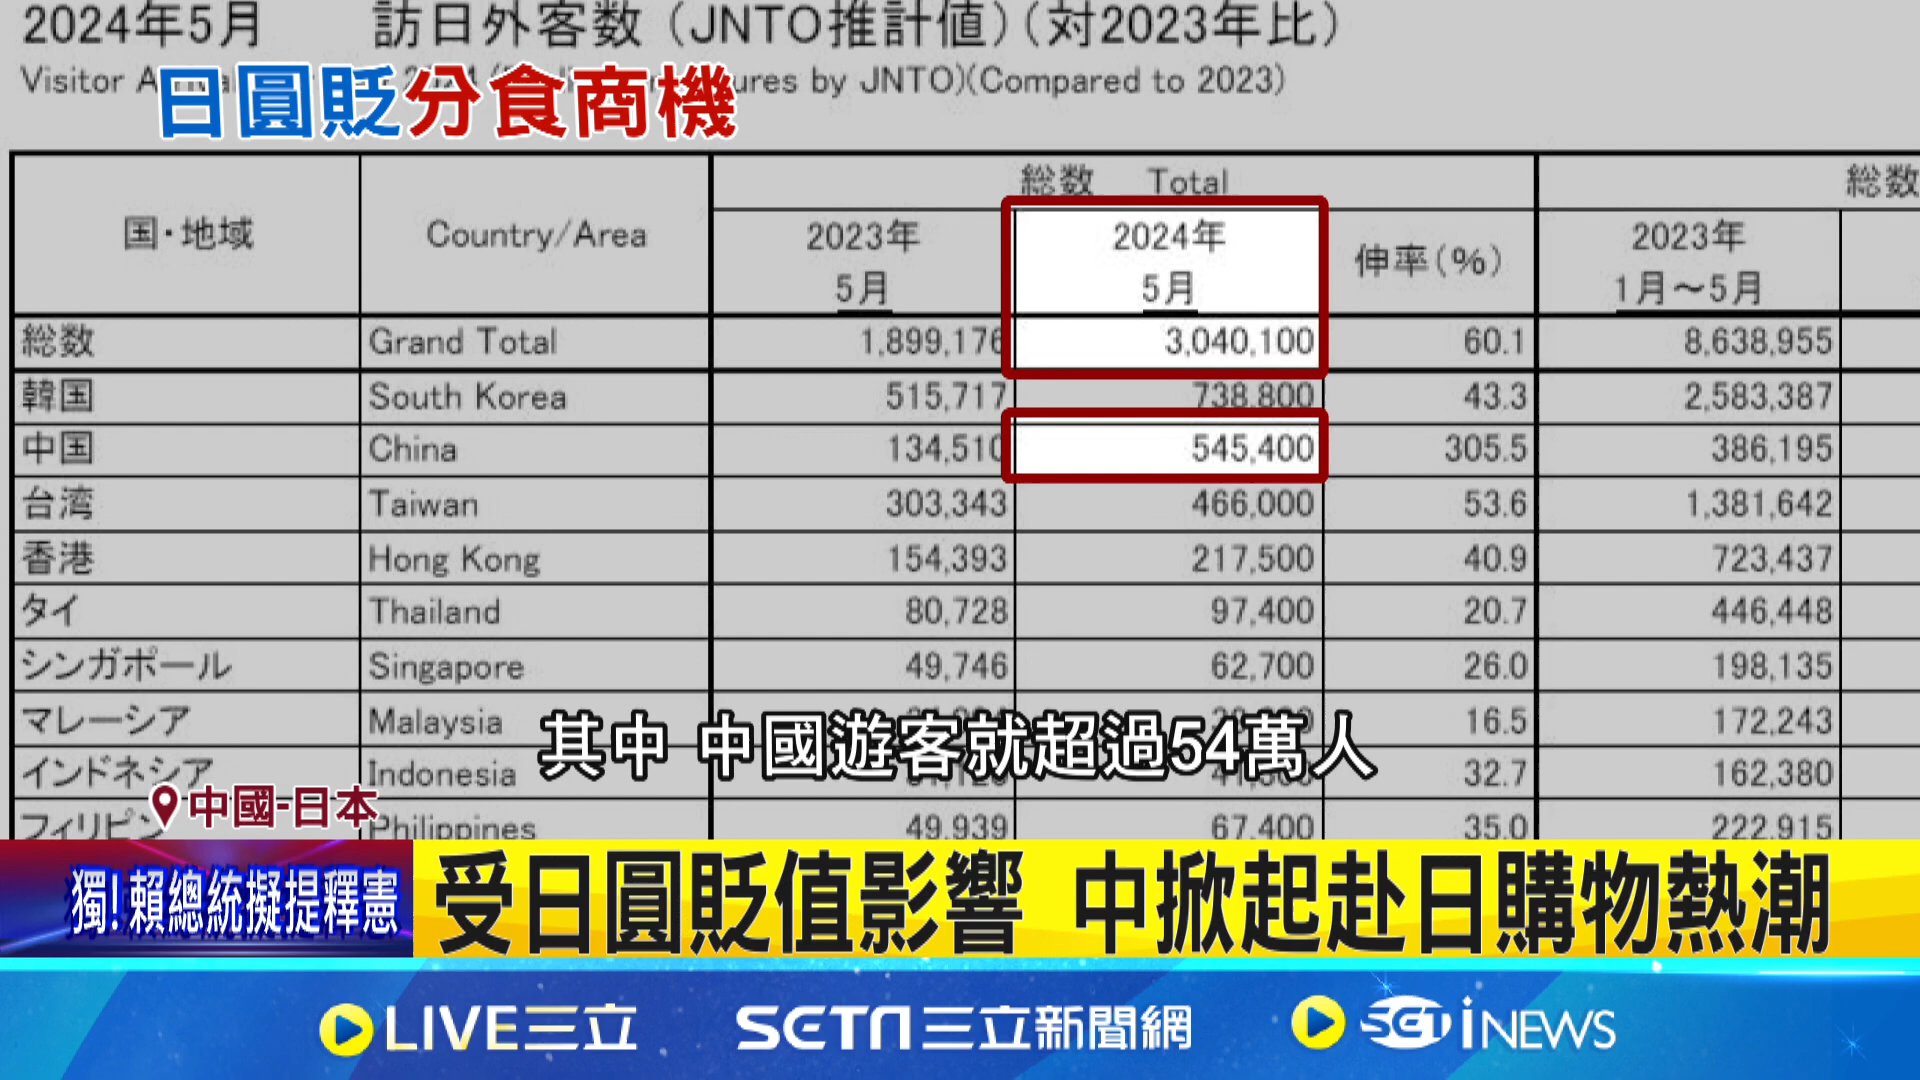 2024年5月 訪日外客数（JNTO推計値）（対2023年比）
Visitor by JNTO)(Compared to 2023)
日圓貶分食商機
国・地域 Country/Area 総数 Total 総数
2023年 5月 2024年 5月 伸率(%) 2023年 1月～5月
総数 Grand Total 1,899,176 3,040,100 60.1 8,638,955
韓国 South Korea 515,717 738,800 43.3 2,583,387
中国 China 134,510 545,400 305.5 386,195
台湾 Taiwan 303,343 466,000 53.6 1,381,642
香港 Hong Kong 154,393 217,500 40.9 723,437
タイ Thailand 80,728 97,400 20.7 446,448
シンガポール Singapore 49,746 62,700 26.0 198,135
マレーシア Malaysia 16.5 172,243
其中 中國遊客就超過54萬人
インドネシア Indonesia 32.7 162,380
中國-日本
フィリピン Philippines 49,939 67,400 35.0 222,915
獨!賴總統擬提釋憲
受日圓貶值影響 中掀起赴日購物熱潮
LIVE三立 SETN三立新聞網 SETiNEWS